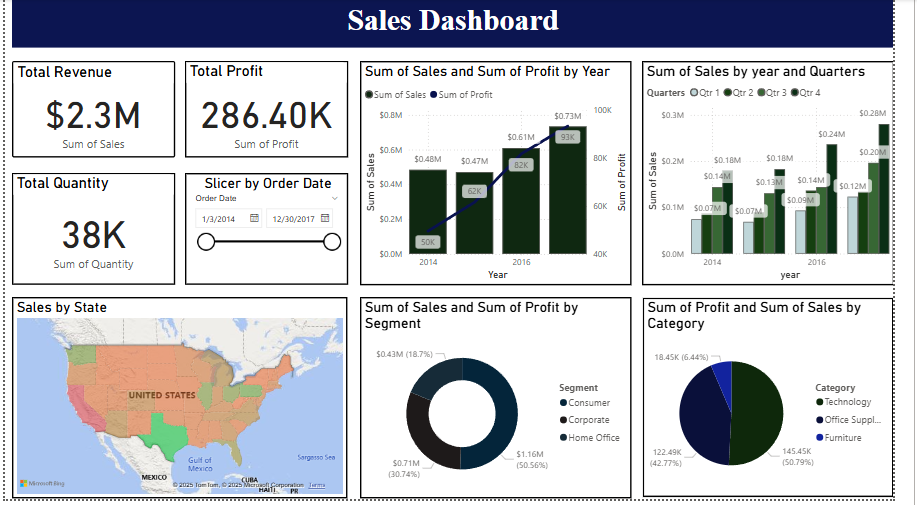 Sales Dashboard
Total Revenue
$2.3M
Sum of Sales
Total Profit
286.40K
Sum of Profit
Total Quantity
38K
Sum of Quantity
Slicer by Order Date
Order Date
1/3/2014
12/30/2017
Sum of Sales and Sum of Profit by Year
Sum of Sales Sum of Profit
Sum of Sales
$0.8M
$0.6M
$0.4M
$0.2M
$0.0M
$0.48M
$0.47M
$0.61M
$0.73M
50K
62K
82K
93K
100K
80K
60K
40K
Sum of Profit
2014
2016
Year
Sum of Sales by year and Quarters
Quarters Qtr 1 Qtr 2 Qtr 3 Qtr 4
Sum of Sales
$0.3M
$0.2M
$0.1M
$0.0M
$0.07M
$0.14M
$0.18M
$0.07M
$0.13M
$0.18M
$0.09M
$0.14M
$0.24M
$0.12M
$0.20M
$0.28M
2014
2016
year
Sales by State
UNITED STATES
Gulf of
Mexico
Sargasso Sea
MEXICO
CUBA
HAITI
PR
Microsoft Bing
© 2025 TomTom, © 2025 Microsoft Corporation Terms
Sum of Sales and Sum of Profit by
Segment
$0.43M (18.7%)
$0.71M
(30.74%)
$1.16M
(50.56%)
Segment
Consumer
Corporate
Home Office
Sum of Profit and Sum of Sales by
Category
18.45K (6.44%)
122.49K
(42.77%)
145.45K
(50.79%)
Category
Technology
Office Suppl...
Furniture